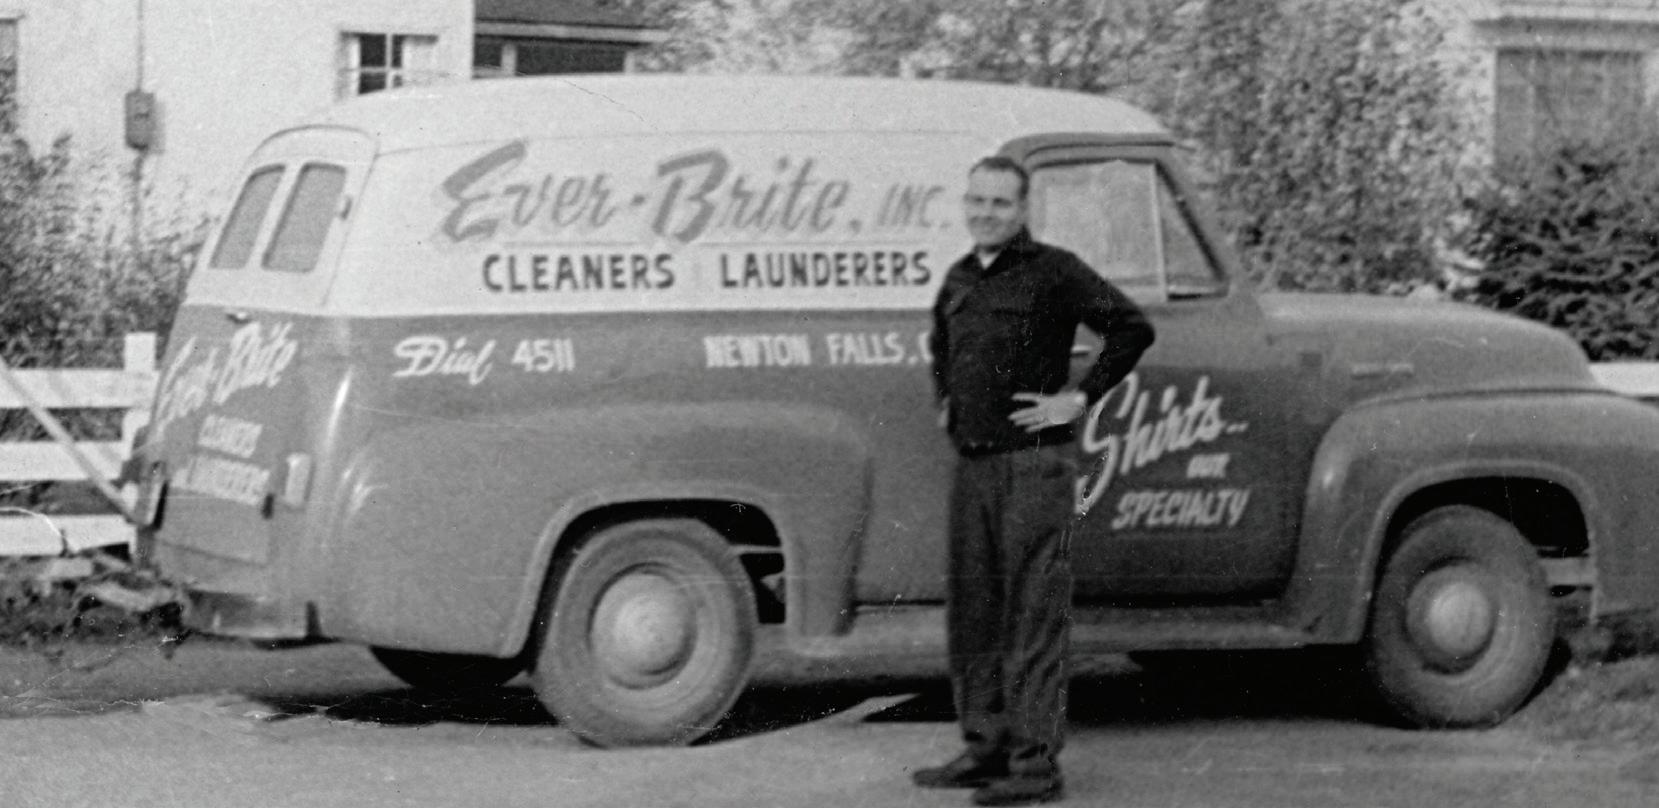 Ever-Brite, INC.
CLEANERS LAUNDERERS
Dial 4511 NEWTON FALLS,
Shirts..
OUR
SPECIALTY
Ever-Brite
CLEANERS
LAUNDERERS